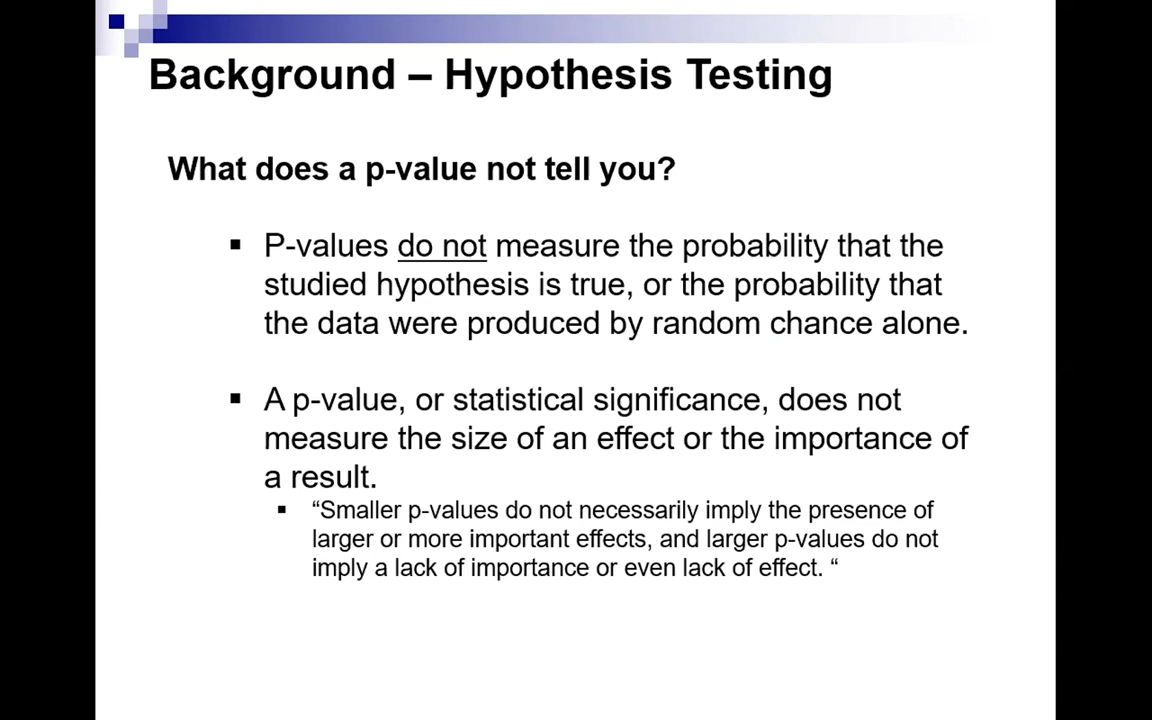 Background – Hypothesis Testing
What does a p-value not tell you?
▪ P-values do not measure the probability that the
studied hypothesis is true, or the probability that
the data were produced by random chance alone.
▪ A p-value, or statistical significance, does not
measure the size of an effect or the importance of
a result.
▪ “Smaller p-values do not necessarily imply the presence of
larger or more important effects, and larger p-values do not
imply a lack of importance or even lack of effect. “